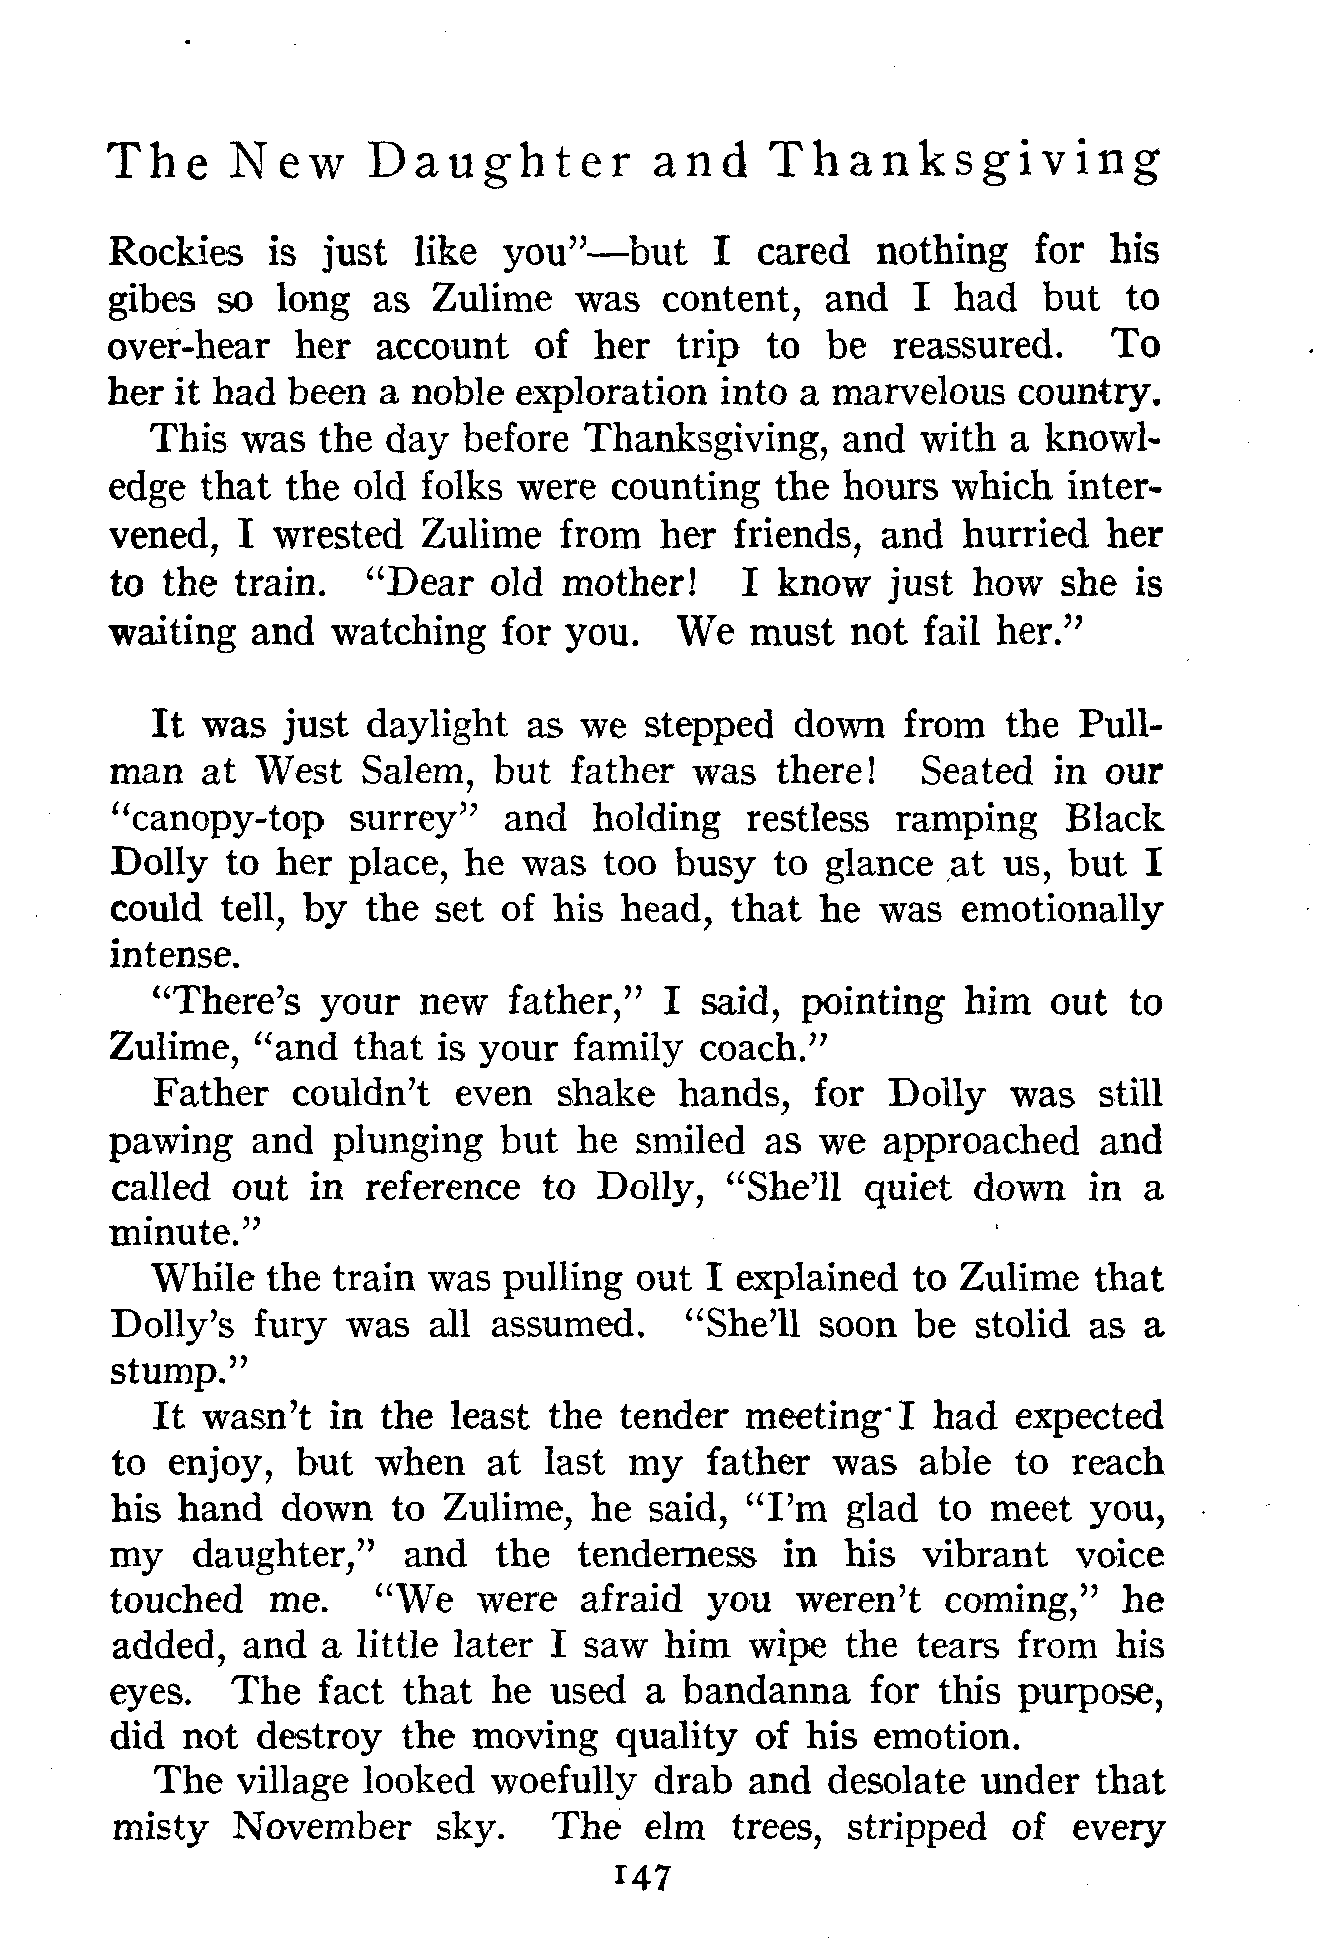 The New Daughter and Thanksgiving
Rockies is just like you”—but I cared nothing for his
gibes so long as Zulime was content, and I had but to
over-hear her account of her trip to be reassured. To
her it had been a noble exploration into a marvelous country.
This was the day before Thanksgiving, and with a knowl-
edge that the old folks were counting the hours which inter-
vened, I wrested Zulime from her friends, and hurried her
to the train. “Dear old mother! I know just how she is
waiting and watching for you. We must not fail her.”
It was just daylight as we stepped down from the Pull-
man at West Salem, but father was there! Seated in our
“canopy-top surrey” and holding restless ramping Black
Dolly to her place, he was too busy to glance at us, but I
could tell, by the set of his head, that he was emotionally
intense.
“There’s your new father,” I said, pointing him out to
Zulime, “and that is your family coach.”
Father couldn’t even shake hands, for Dolly was still
pawing and plunging but he smiled as we approached and
called out in reference to Dolly, “She’ll quiet down in a
minute.”
While the train was pulling out I explained to Zulime that
Dolly’s fury was all assumed. “She’ll soon be stolid as a
stump.”
It wasn’t in the least the tender meeting I had expected
to enjoy, but when at last my father was able to reach
his hand down to Zulime, he said, “I’m glad to meet you,
my daughter,” and the tenderness in his vibrant voice
touched me. “We were afraid you weren’t coming,” he
added, and a little later I saw him wipe the tears from his
eyes. The fact that he used a bandanna for this purpose,
did not destroy the moving quality of his emotion.
The village looked woefully drab and desolate under that
misty November sky. The elm trees, stripped of every
147